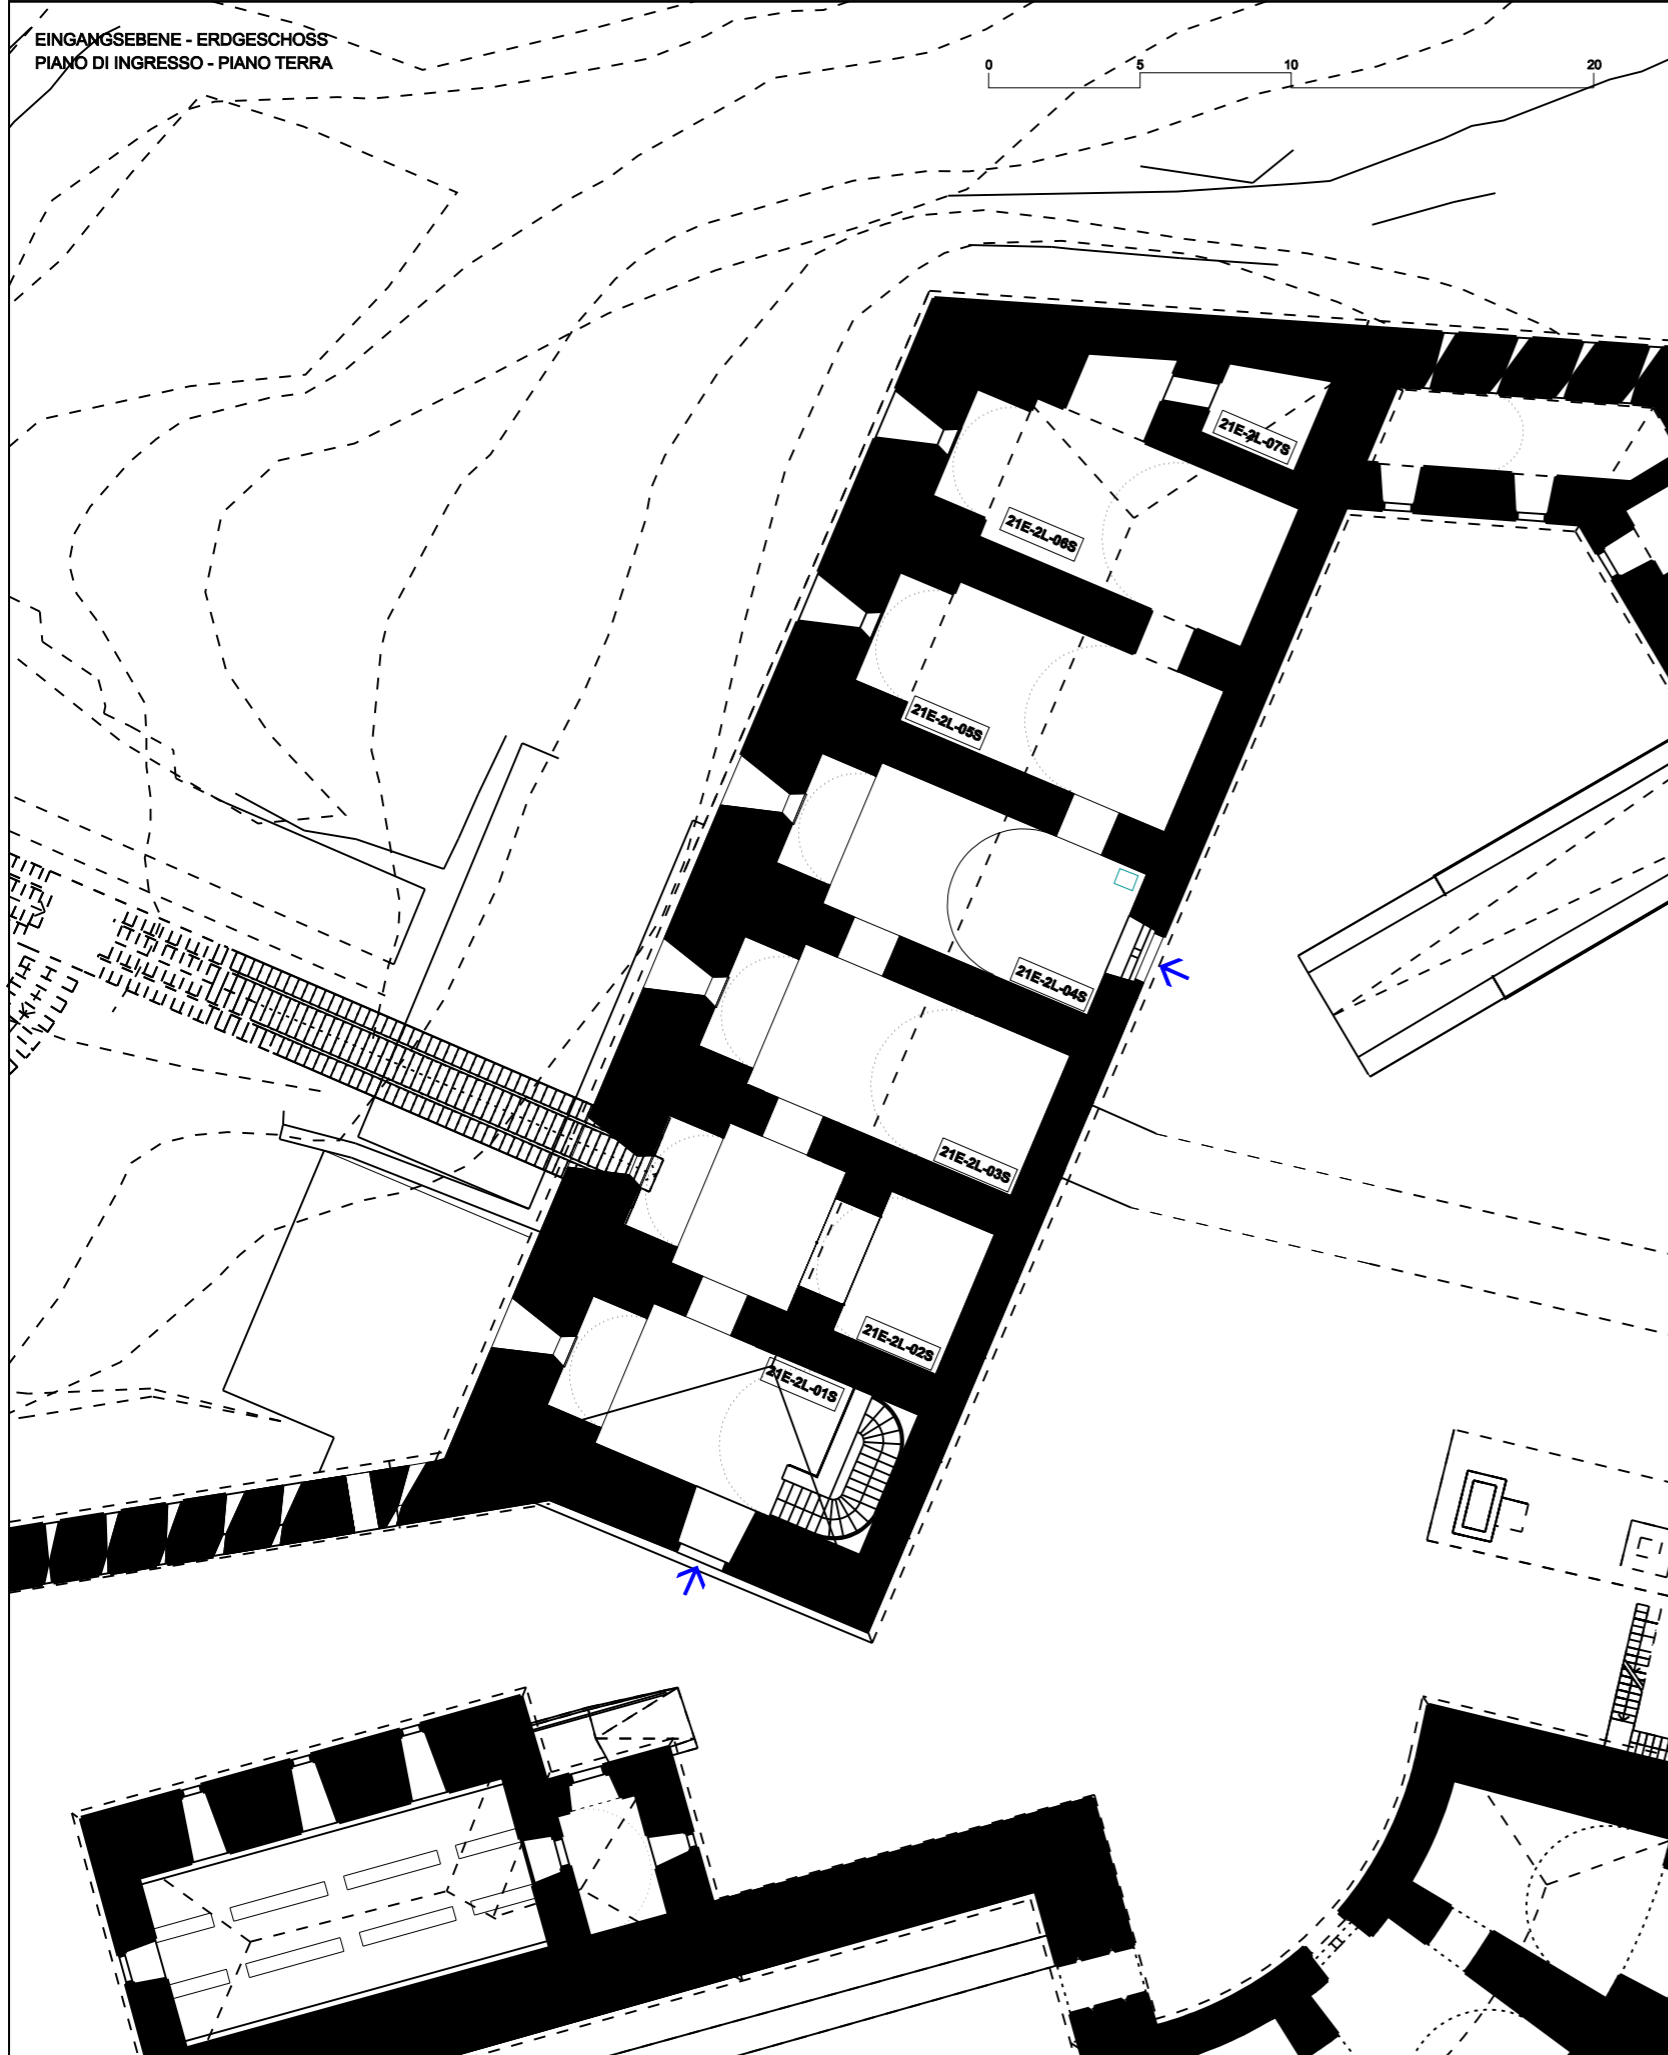 EINGANGSEBENE - ERDGESCHOSS
PIANO DI INGRESSO - PIANO TERRA
0 5 10 20
21E-2L-07S
21E-2L-06S
21E-2L-05S
21E-2L-04S
21E-2L-03S
21E-2L-02S
21E-2L-01S